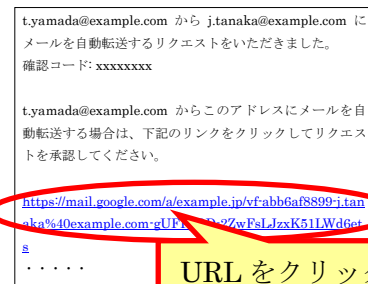 t.yamada@example.com から j.tanaka@example.com に
メールを自動転送するリクエストをいただきました。
確認コード: xxxxxxxx
t.yamada@example.com からこのアドレスにメールを自
動転送する場合は、下記のリンクをクリックしてリクエス
トを承認してください。
https://mail.google.com/a/example.jp/vf-abb6af8899-j.tan
aka%40example.com-gUF 2ZwFsLJzxK51LWd6et
s
・・・・・
URL をクリック